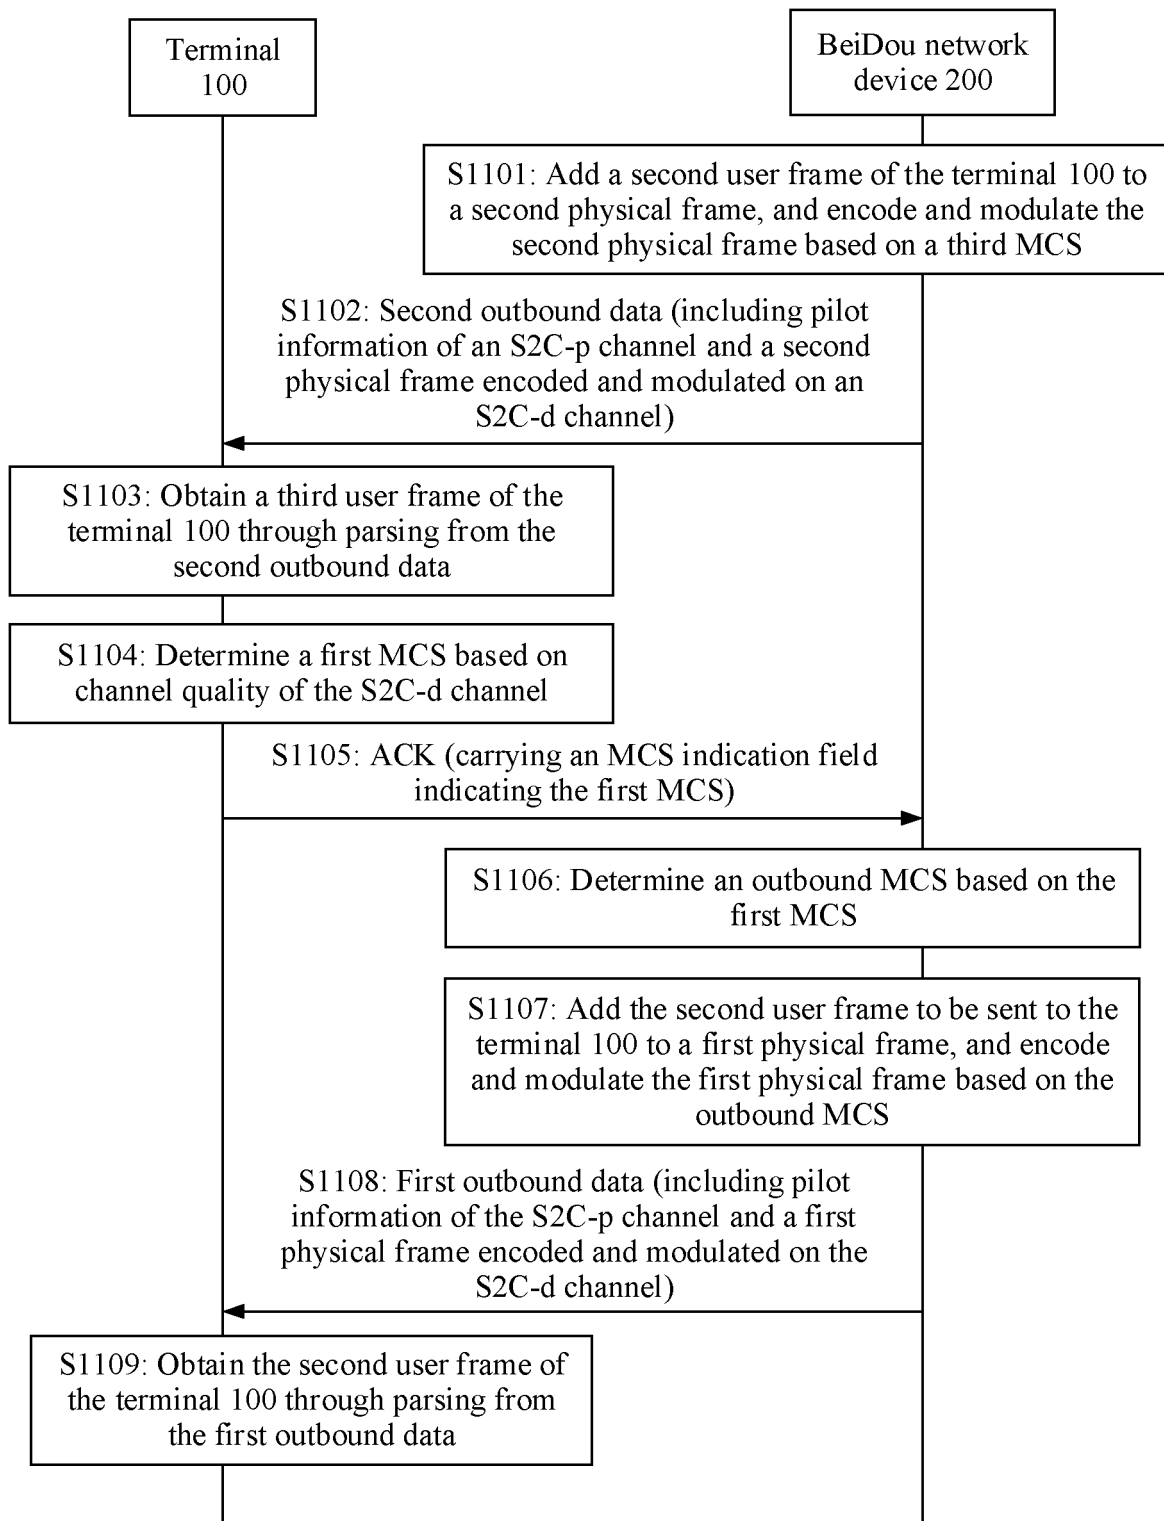 Terminal
100
BeiDou network
device 200
S1101: Add a second user frame of the terminal 100 to
a second physical frame, and encode and modulate the
second physical frame based on a third MCS
S1102: Second outbound data (including pilot
information of an S2C-p channel and a second
physical frame encoded and modulated on an
S2C-d channel)
S1103: Obtain a third user frame of the
terminal 100 through parsing from the
second outbound data
S1104: Determine a first MCS based on
channel quality of the S2C-d channel
S1105: ACK (carrying an MCS indication field
indicating the first MCS)
S1106: Determine an outbound MCS based on the
first MCS
S1107: Add the second user frame to be sent to the
terminal 100 to a first physical frame, and encode
and modulate the first physical frame based on the
outbound MCS
S1108: First outbound data (including pilot
information of the S2C-p channel and a first
physical frame encoded and modulated on the
S2C-d channel)
S1109: Obtain the second user frame of
the terminal 100 through parsing from
the first outbound data